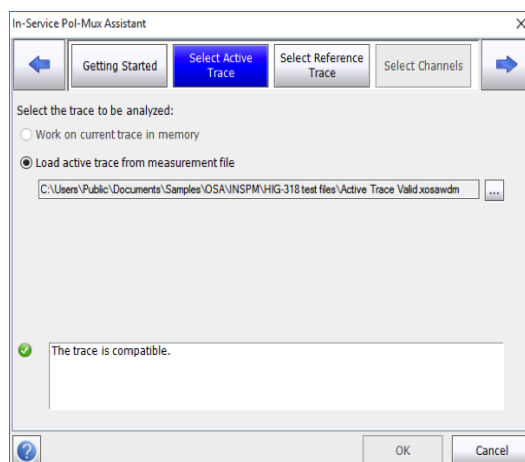 In-Service Pol-Mux Assistant
Getting Started
Select Active
Trace
Select Reference
Trace
Select Channels
Select the trace to be analyzed:
Work on current trace in memory
Load active trace from measurement file
C:\Users\Public\Documents\Samples\OSA\INSPM\HIG-318 test files\Active Trace Valid.xosawdm
...
The trace is compatible.
?
OK
Cancel